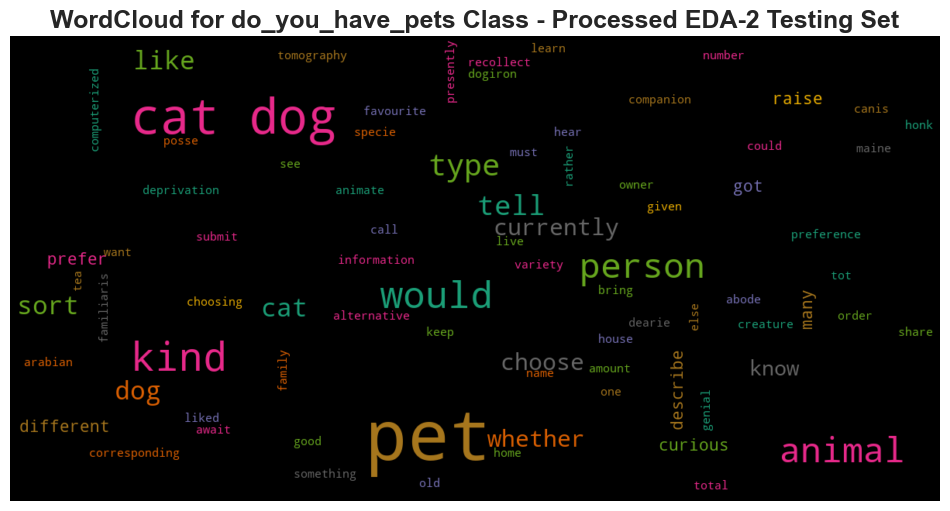 WordCloud for do_you_have_pets Class - Processed EDA-2 Testing Set
presently
learn
like
tomography
recollect
number
dogiron
computerized
companion
raise
cat dog
favourite
canis
honk
posse
specie
hear
must
could
maine
rather
see
type
deprivation
animate
owner
got
tell
given
currently
call
submit
live
preference
want
prefer
information
variety
person
tot
tea
familiaris
bring
sort
choosing
cat
would
abode
many
alternative
else
dearie
creature
order
keep
house
share
arabian
kind
family
choose
name
amount
describe
know
dog
one
genial
liked
different
await
pet
whether
good
home
curious
animal
corresponding
something
old
total